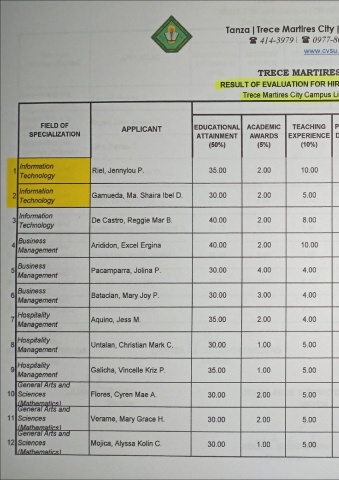 Tanza | Trece Martires City |
☎ 414-3979 | ☎ 0977-8
www.cvsu.
TRECE MARTIRES
RESULT OF EVALUATION FOR HIR
Trece Martires City Campus Li
FIELD OF SPECIALIZATION APPLICANT EDUCATIONAL ATTAINMENT (50%) ACADEMIC AWARDS (5%) TEACHING EXPERIENCE (10%)
1 Information Technology Riel, Jennylou P. 35.00 2.00 10.00
2 Information Technology Gamueda, Ma. Shaira Ibel D. 30.00 2.00 5.00
3 Information Technology De Castro, Reggie Mar B. 40.00 2.00 8.00
4 Business Management Arididon, Excel Ergina 40.00 2.00 10.00
5 Business Management Pacamparra, Jolina P. 30.00 4.00 4.00
6 Business Management Bataclan, Mary Joy P. 30.00 3.00 4.00
7 Hospitality Management Aquino, Jess M. 35.00 2.00 4.00
8 Hospitality Management Untalan, Christian Mark C. 30.00 1.00 5.00
9 Hospitality Management Galicha, Vincelle Kriz P. 35.00 1.00 5.00
10 General Arts and Sciences (Mathematics) Flores, Cyren Mae A. 30.00 2.00 5.00
11 General Arts and Sciences (Mathematics) Verame, Mary Grace H. 30.00 2.00 5.00
12 General Arts and Sciences (Mathematics) Mojica, Alyssa Kolin C. 30.00 1.00 5.00